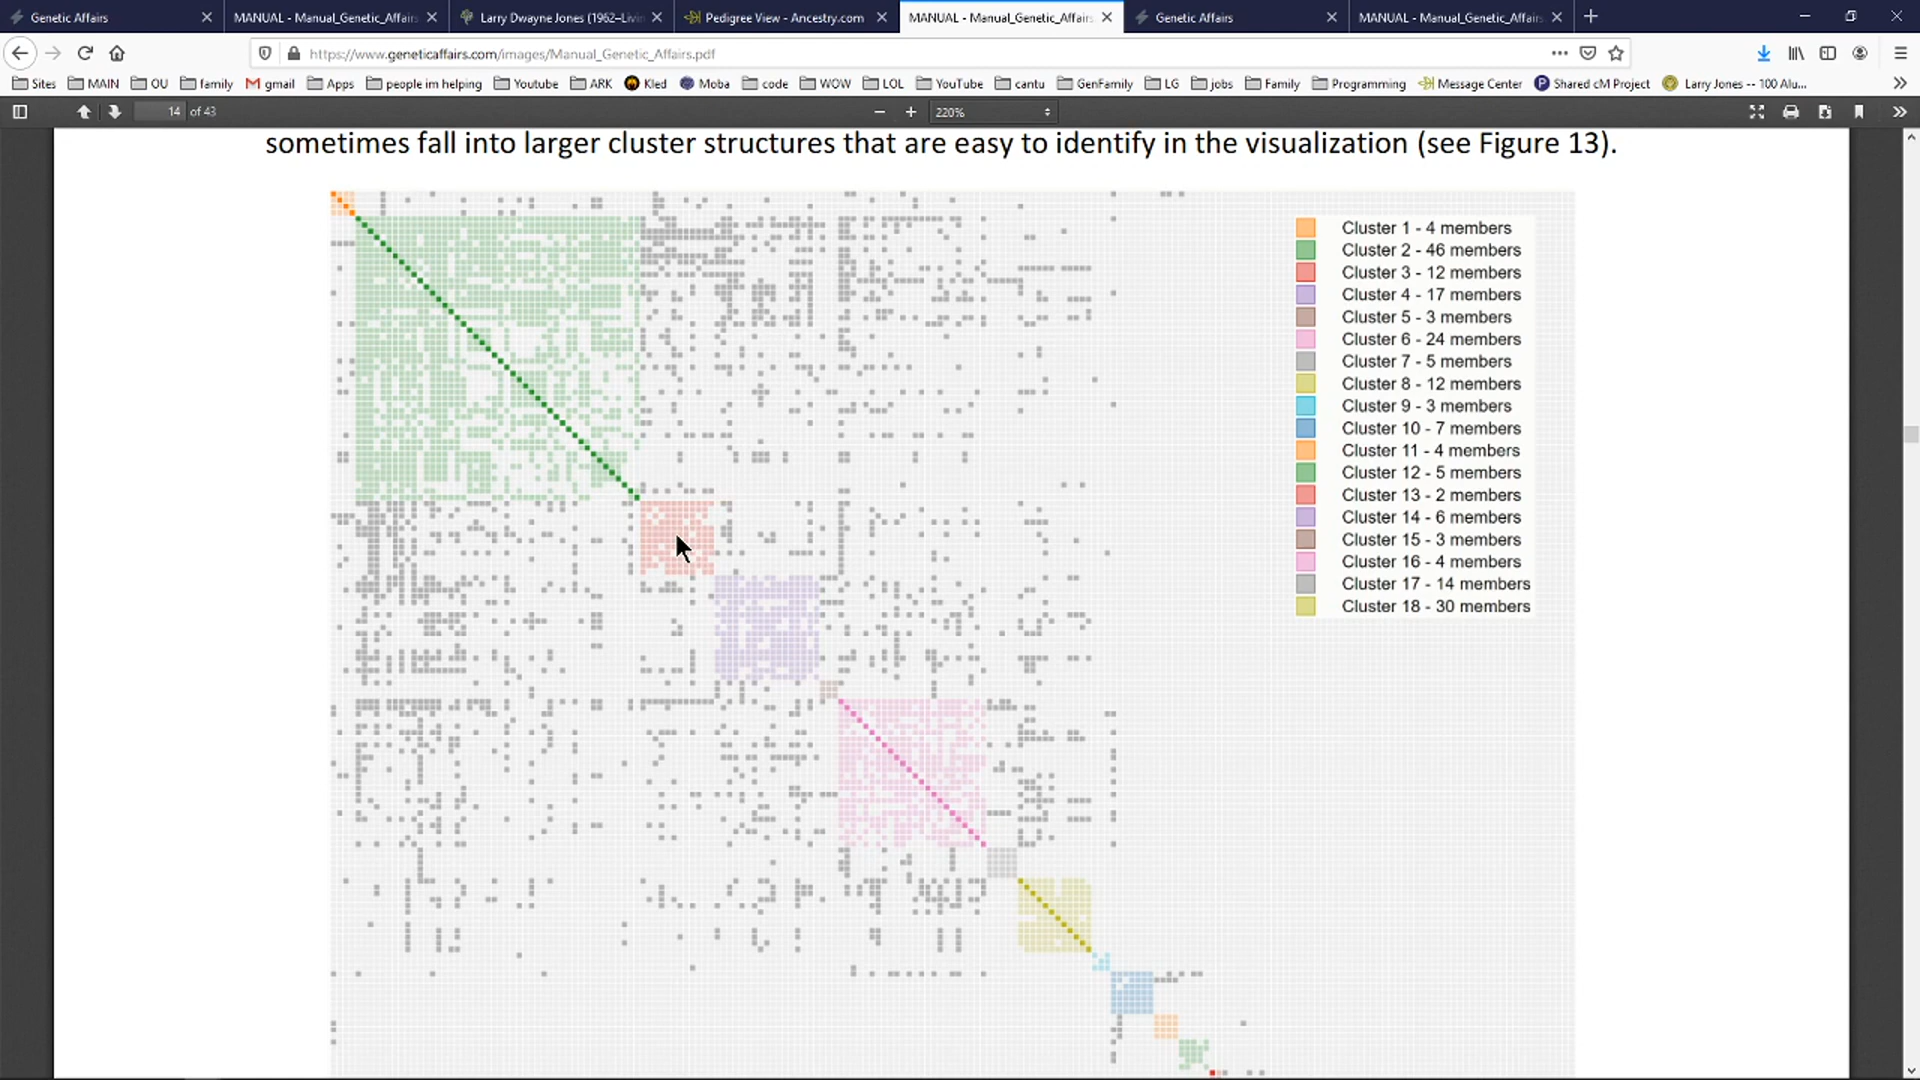 Genetic Affairs
MANUAL - Manual_Genetic_Affairs
Larry Dwayne Jones (1962–Livin
Pedigree View - Ancestry.com
MANUAL - Manual_Genetic_Affairs
Genetic Affairs
MANUAL - Manual_Genetic_Affairs
https://www.geneticaffairs.com/images/Manual_Genetic_Affairs.pdf
Sites
MAIN
OU
family
gmail
Apps
people im helping
Youtube
ARK
Kled
Moba
code
WOW
LOL
YouTube
cantu
GenFamily
LG
jobs
Family
Programming
Message Center
Shared cM Project
Larry Jones -- 100 Alu...
14 of 43
220%
sometimes fall into larger cluster structures that are easy to identify in the visualization (see Figure 13).
Cluster 1 - 4 members
Cluster 2 - 46 members
Cluster 3 - 12 members
Cluster 4 - 17 members
Cluster 5 - 3 members
Cluster 6 - 24 members
Cluster 7 - 5 members
Cluster 8 - 12 members
Cluster 9 - 3 members
Cluster 10 - 7 members
Cluster 11 - 4 members
Cluster 12 - 5 members
Cluster 13 - 2 members
Cluster 14 - 6 members
Cluster 15 - 3 members
Cluster 16 - 4 members
Cluster 17 - 14 members
Cluster 18 - 30 members